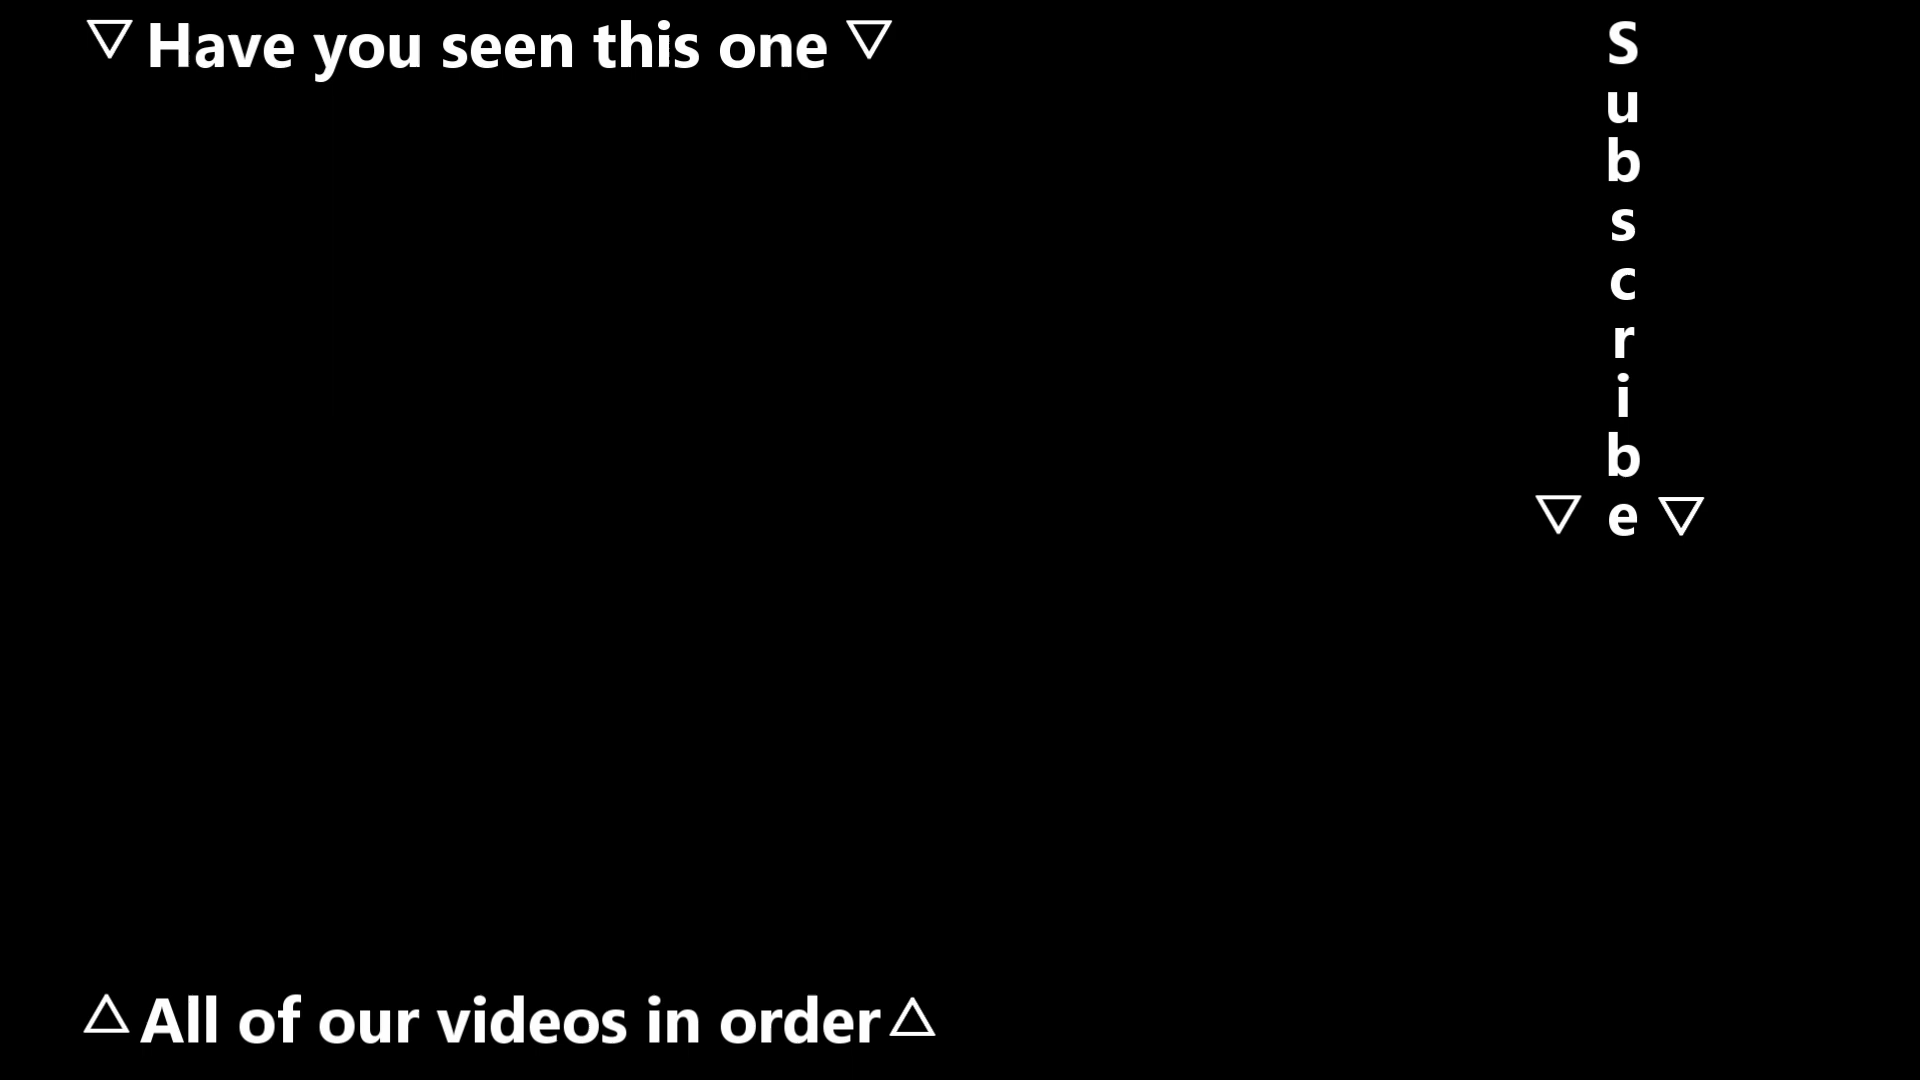 ▽ Have you seen this one ▽
S
u
b
s
c
r
i
b
▽ e ▽
△ All of our videos in order △